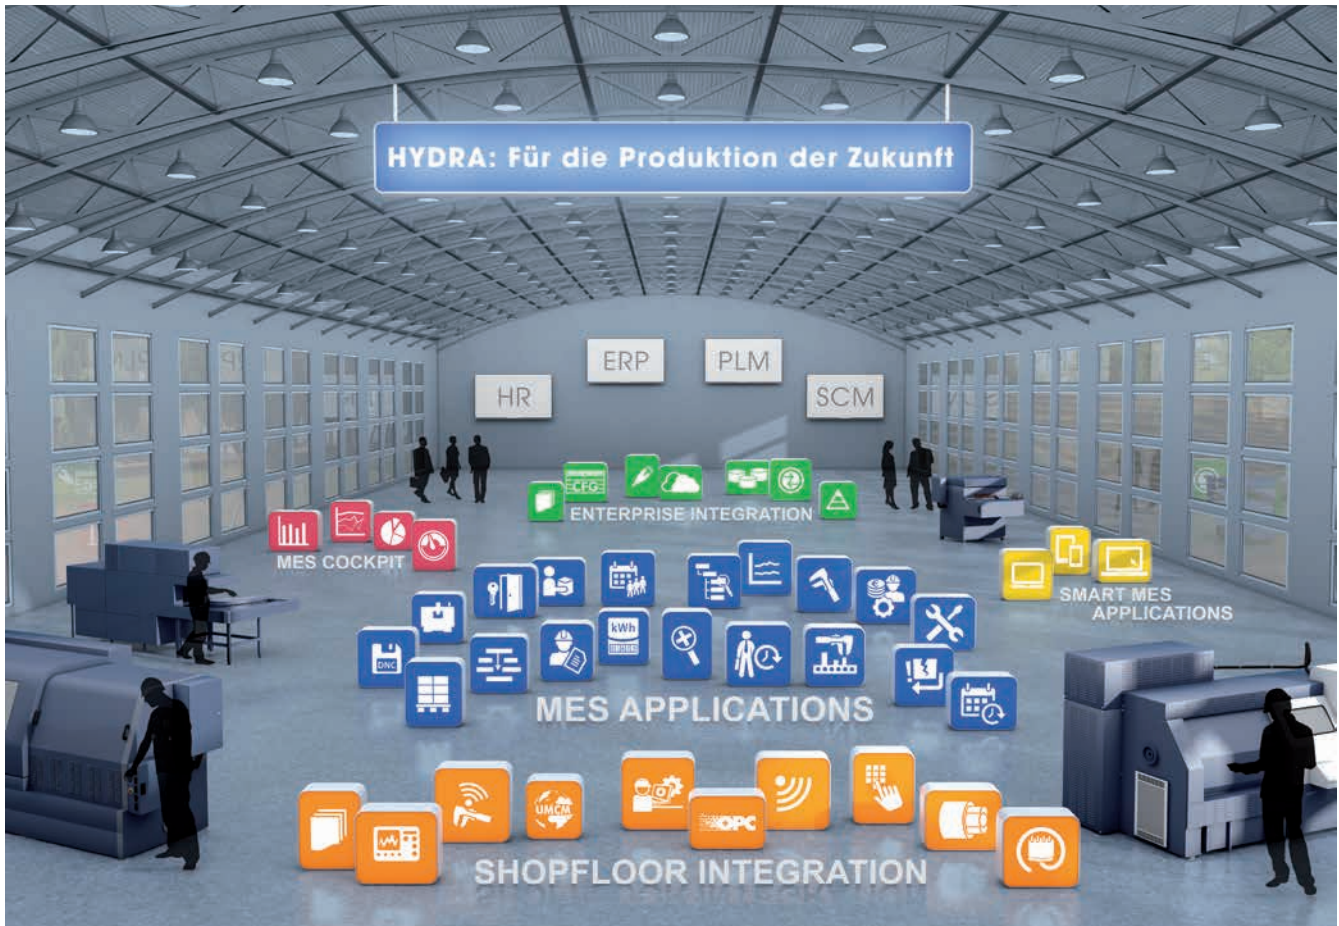 HYDRA: Für die Produktion der Zukunft
ERP
PLM
HR
SCM
CFG
ENTERPRISE INTEGRATION
MES COCKPIT
SMART MES
APPLICATIONS
kWh
DNC
MES APPLICATIONS
UMCM
OPC
SHOPFLOOR INTEGRATION